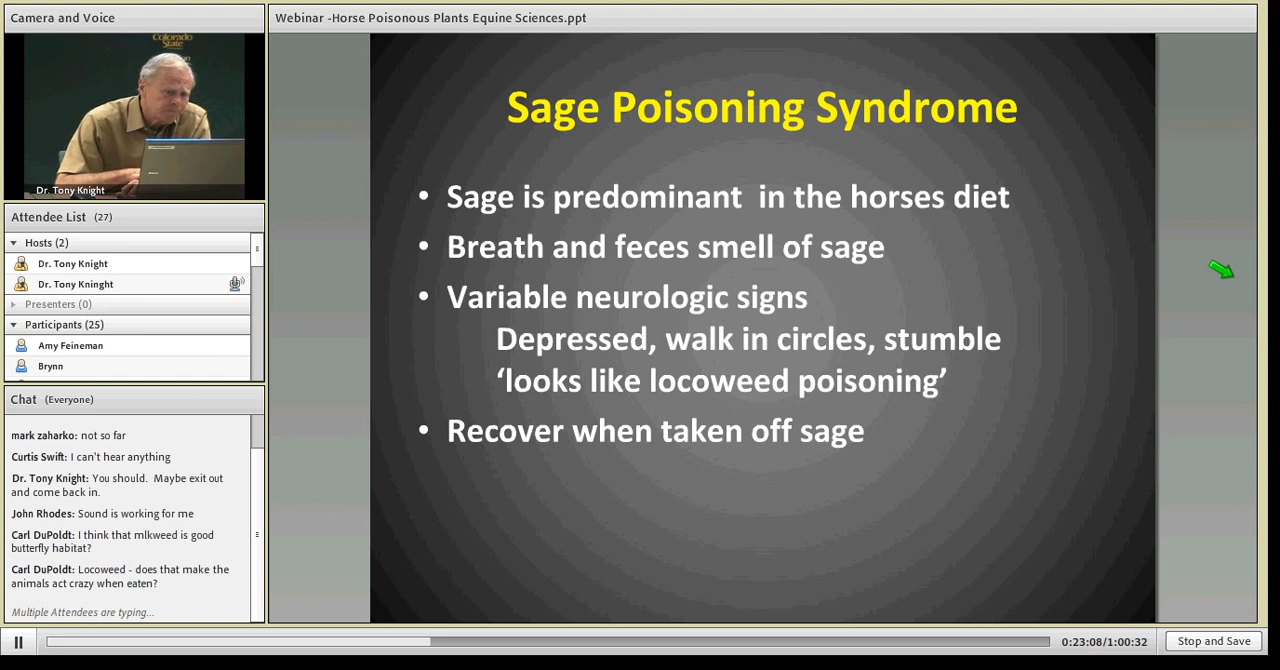 Camera and Voice
Colorado
State
Dr. Tony Knight
Attendee List (27)
Hosts (2)
Dr. Tony Knight
Dr. Tony Kninght
Presenters (0)
Participants (25)
Amy Feineman
Brynn
Chat (Everyone)
mark zaharko: not so far
Curtis Swift: I can't hear anything
Dr. Tony Knight: You should. Maybe exit out
and come back in.
John Rhodes: Sound is working for me
Carl DuPoldt: I think that mlkweed is good
butterfly habitat?
Carl DuPoldt: Locoweed - does that make the
animals act crazy when eaten?
Multiple Attendees are typing...
Webinar -Horse Poisonous Plants Equine Sciences.ppt
Sage Poisoning Syndrome
• Sage is predominant in the horses diet
• Breath and feces smell of sage
• Variable neurologic signs
Depressed, walk in circles, stumble
‘looks like locoweed poisoning’
• Recover when taken off sage
0:23:08/1:00:32
Stop and Save